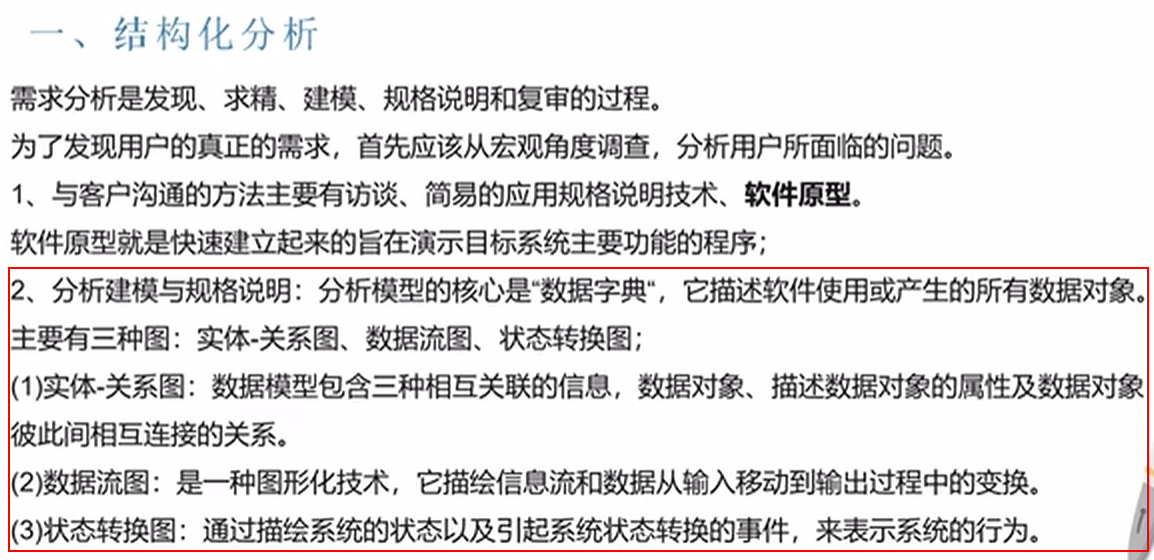 一、结构化分析
需求分析是发现、求精、建模、规格说明和复审的过程。
为了发现用户的真正的需求，首先应该从宏观角度调查，分析用户所面临的问题。
1、与客户沟通的方法主要有访谈、简易的应用规格说明技术、软件原型。
软件原型就是快速建立起来的旨在演示目标系统主要功能的程序；
2、分析建模与规格说明：分析模型的核心是“数据字典“，它描述软件使用或产生的所有数据对象。
主要有三种图：实体-关系图、数据流图、状态转换图；
(1)实体-关系图：数据模型包含三种相互关联的信息，数据对象、描述数据对象的属性及数据对象
彼此间相互连接的关系。
(2)数据流图：是一种图形化技术，它描绘信息流和数据从输入移动到输出过程中的变换。
(3)状态转换图：通过描绘系统的状态以及引起系统状态转换的事件，来表示系统的行为。